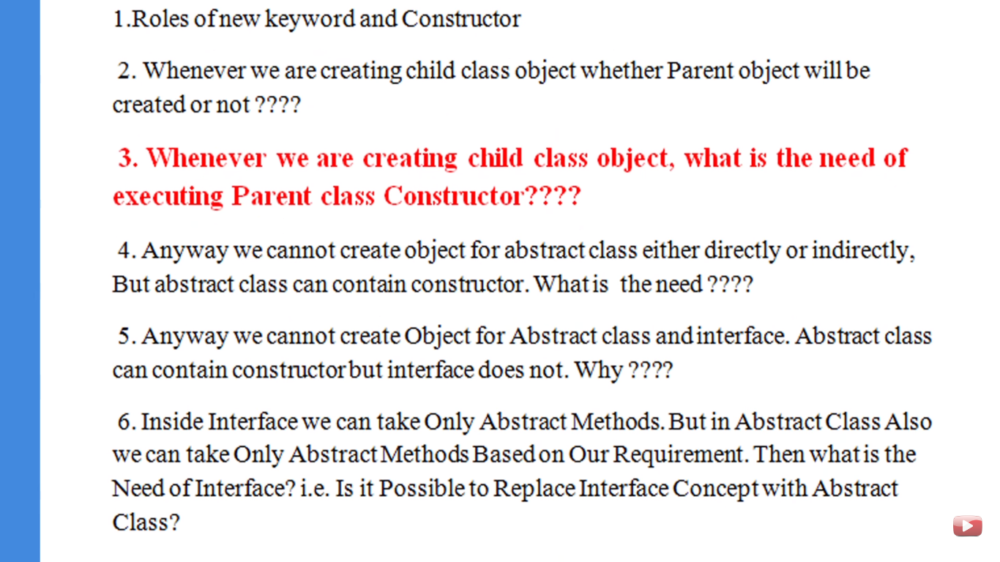 1.Roles of new keyword and Constructor
2. Whenever we are creating child class object whether Parent object will be
created or not ????
3. Whenever we are creating child class object, what is the need of
executing Parent class Constructor????
4. Anyway we cannot create object for abstract class either directly or indirectly,
But abstract class can contain constructor. What is the need ????
5. Anyway we cannot create Object for Abstract class and interface. Abstract class
can contain constructor but interface does not. Why ????
6. Inside Interface we can take Only Abstract Methods. But in Abstract Class Also
we can take Only Abstract Methods Based on Our Requirement. Then what is the
Need of Interface? i.e. Is it Possible to Replace Interface Concept with Abstract
Class?